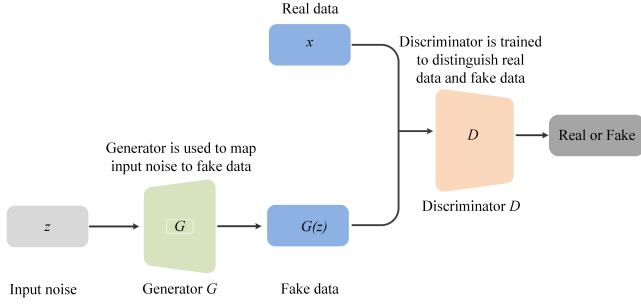 Real data
x
Discriminator is trained
to distinguish real
data and fake data
D
Real or Fake
Discriminator D
Generator is used to map
input noise to fake data
z
G
G(z)
Input noise
Generator G
Fake data